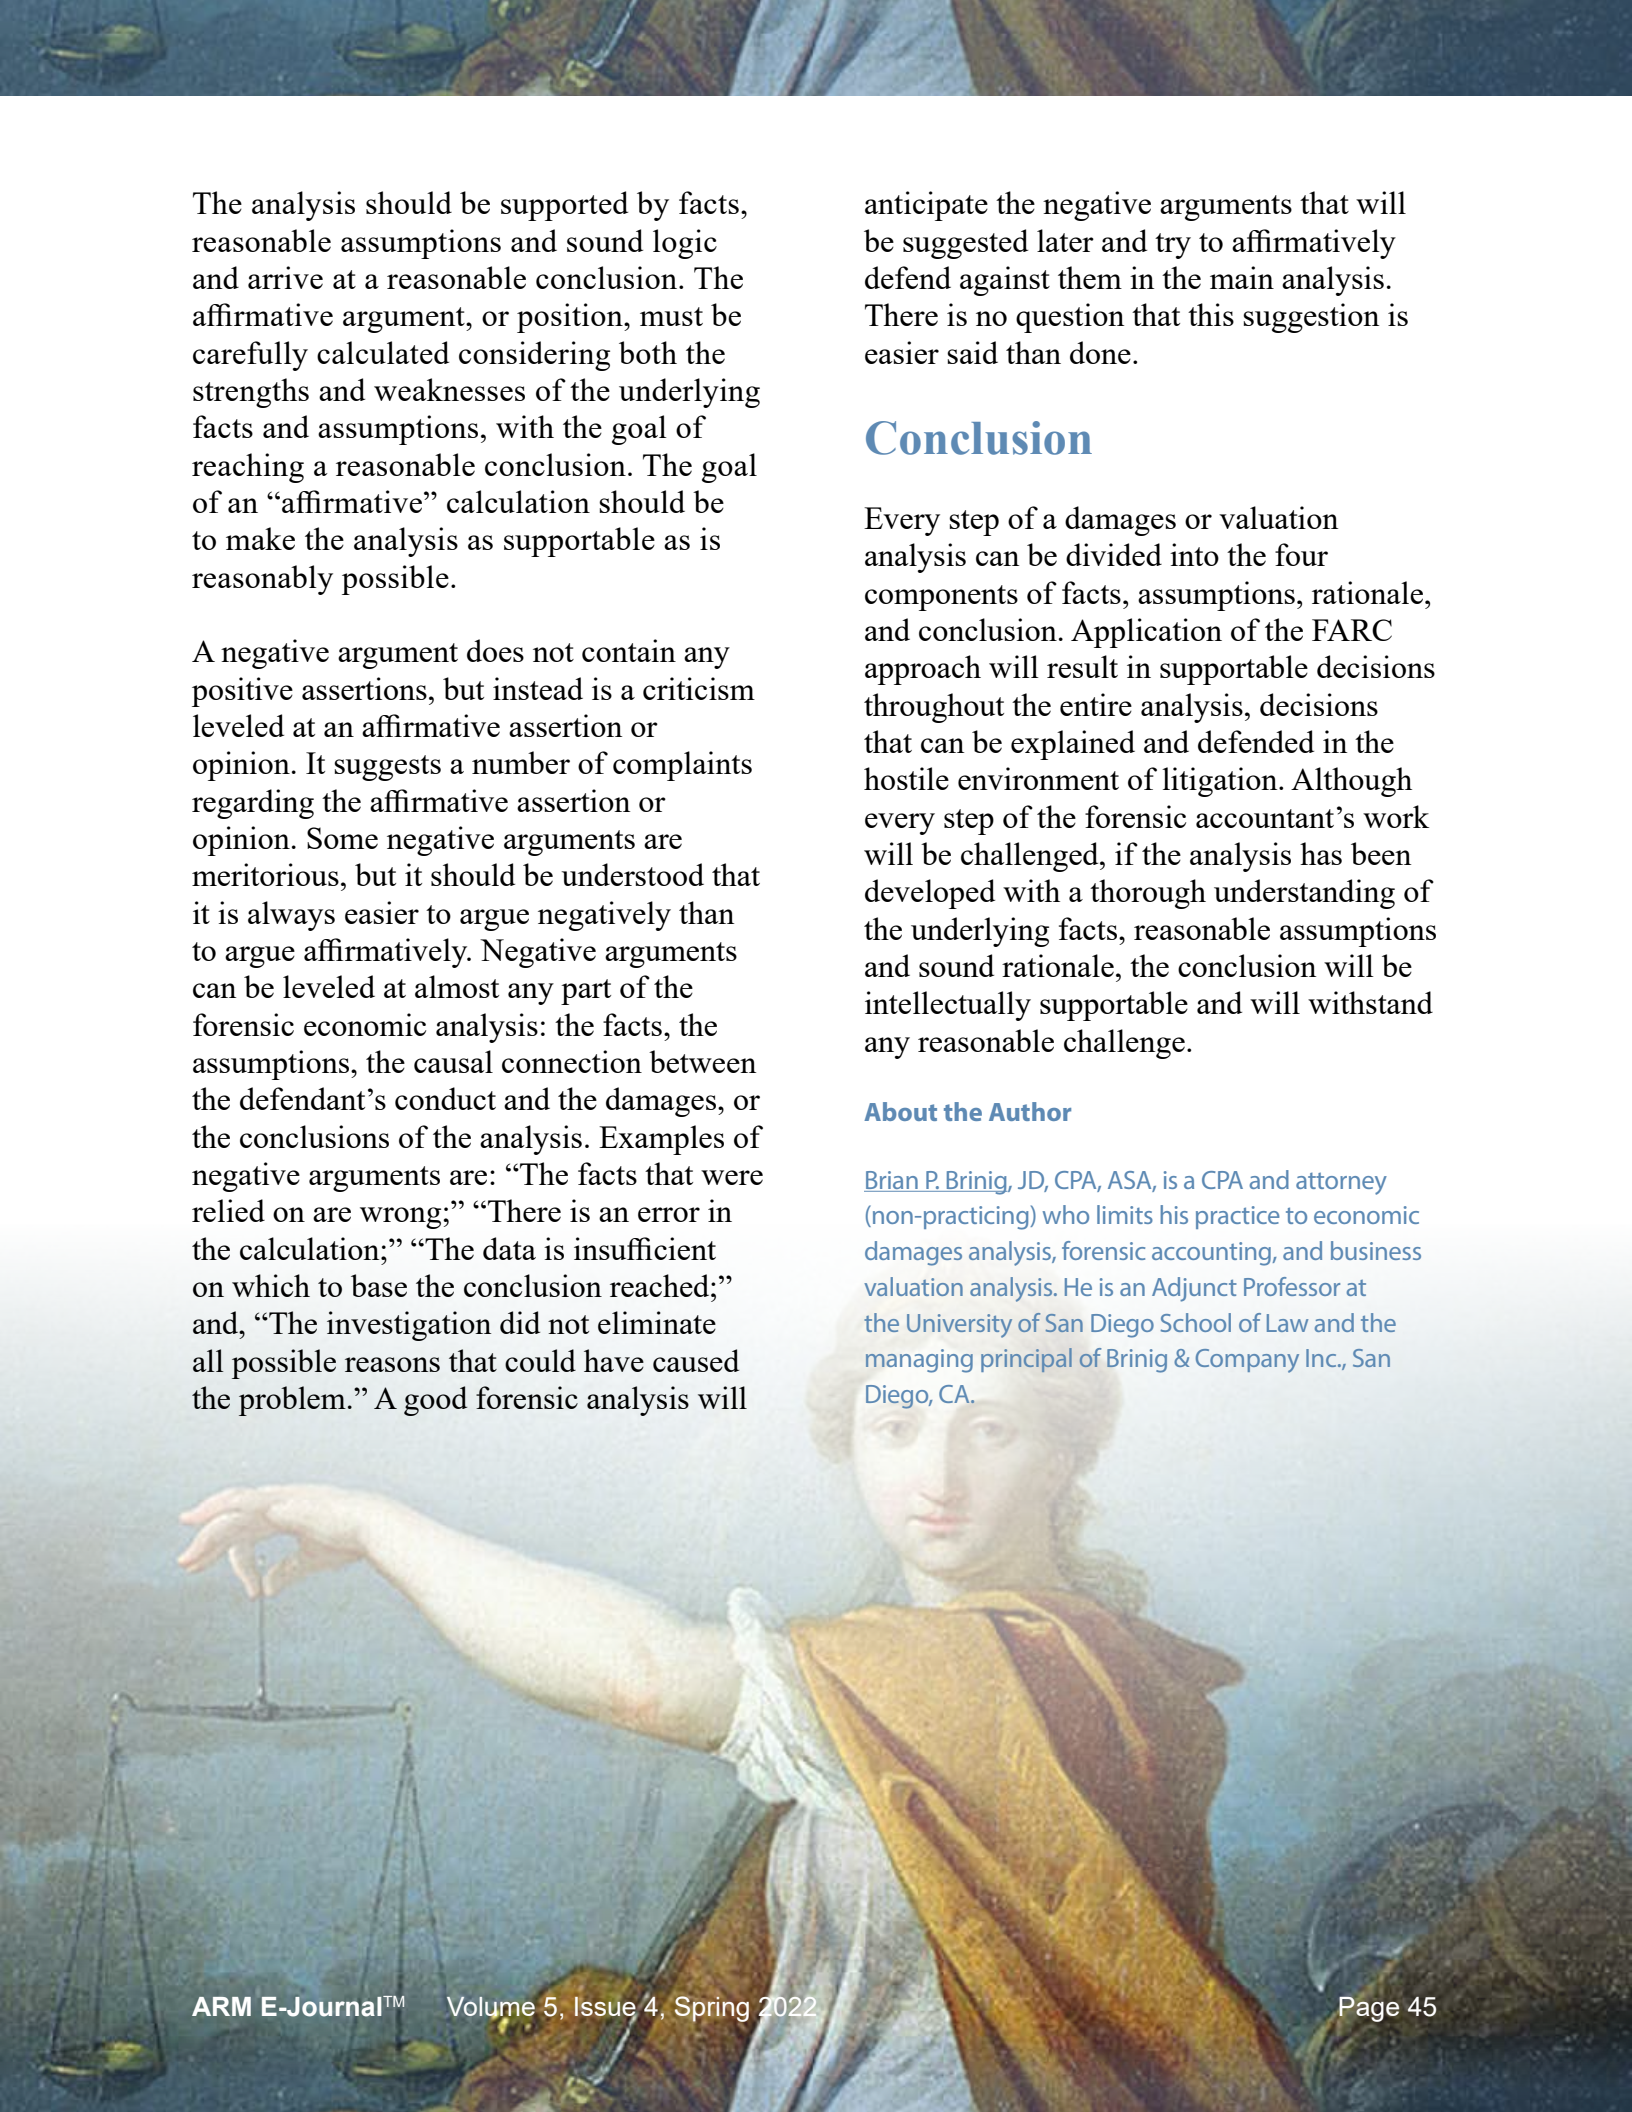 The analysis should be supported by facts,
reasonable assumptions and sound logic
and arrive at a reasonable conclusion. The
affirmative argument, or position, must be
carefully calculated considering both the
strengths and weaknesses of the underlying
facts and assumptions, with the goal of
reaching a reasonable conclusion. The goal
of an “affirmative” calculation should be
to make the analysis as supportable as is
reasonably possible.
A negative argument does not contain any
positive assertions, but instead is a criticism
leveled at an affirmative assertion or
opinion. It suggests a number of complaints
regarding the affirmative assertion or
opinion. Some negative arguments are
meritorious, but it should be understood that
it is always easier to argue negatively than
to argue affirmatively. Negative arguments
can be leveled at almost any part of the
forensic economic analysis: the facts, the
assumptions, the causal connection between
the defendant’s conduct and the damages, or
the conclusions of the analysis. Examples of
negative arguments are: “The facts that were
relied on are wrong;” “There is an error in
the calculation;” “The data is insufficient
on which to base the conclusion reached;”
and, “The investigation did not eliminate
all possible reasons that could have caused
the problem.” A good forensic analysis will
anticipate the negative arguments that will
be suggested later and try to affirmatively
defend against them in the main analysis.
There is no question that this suggestion is
easier said than done.
Conclusion
Every step of a damages or valuation
analysis can be divided into the four
components of facts, assumptions, rationale,
and conclusion. Application of the FARC
approach will result in supportable decisions
throughout the entire analysis, decisions
that can be explained and defended in the
hostile environment of litigation. Although
every step of the forensic accountant’s work
will be challenged, if the analysis has been
developed with a thorough understanding of
the underlying facts, reasonable assumptions
and sound rationale, the conclusion will be
intellectually supportable and will withstand
any reasonable challenge.
About the Author
Brian P. Brinig, JD, CPA, ASA, is a CPA and attorney
(non-practicing) who limits his practice to economic
damages analysis, forensic accounting, and business
valuation analysis. He is an Adjunct Professor at
the University of San Diego School of Law and the
managing principal of Brinig & Company Inc., San
Diego, CA.
ARM E-Journal™ Volume 5, Issue 4, Spring 2022 Page 45